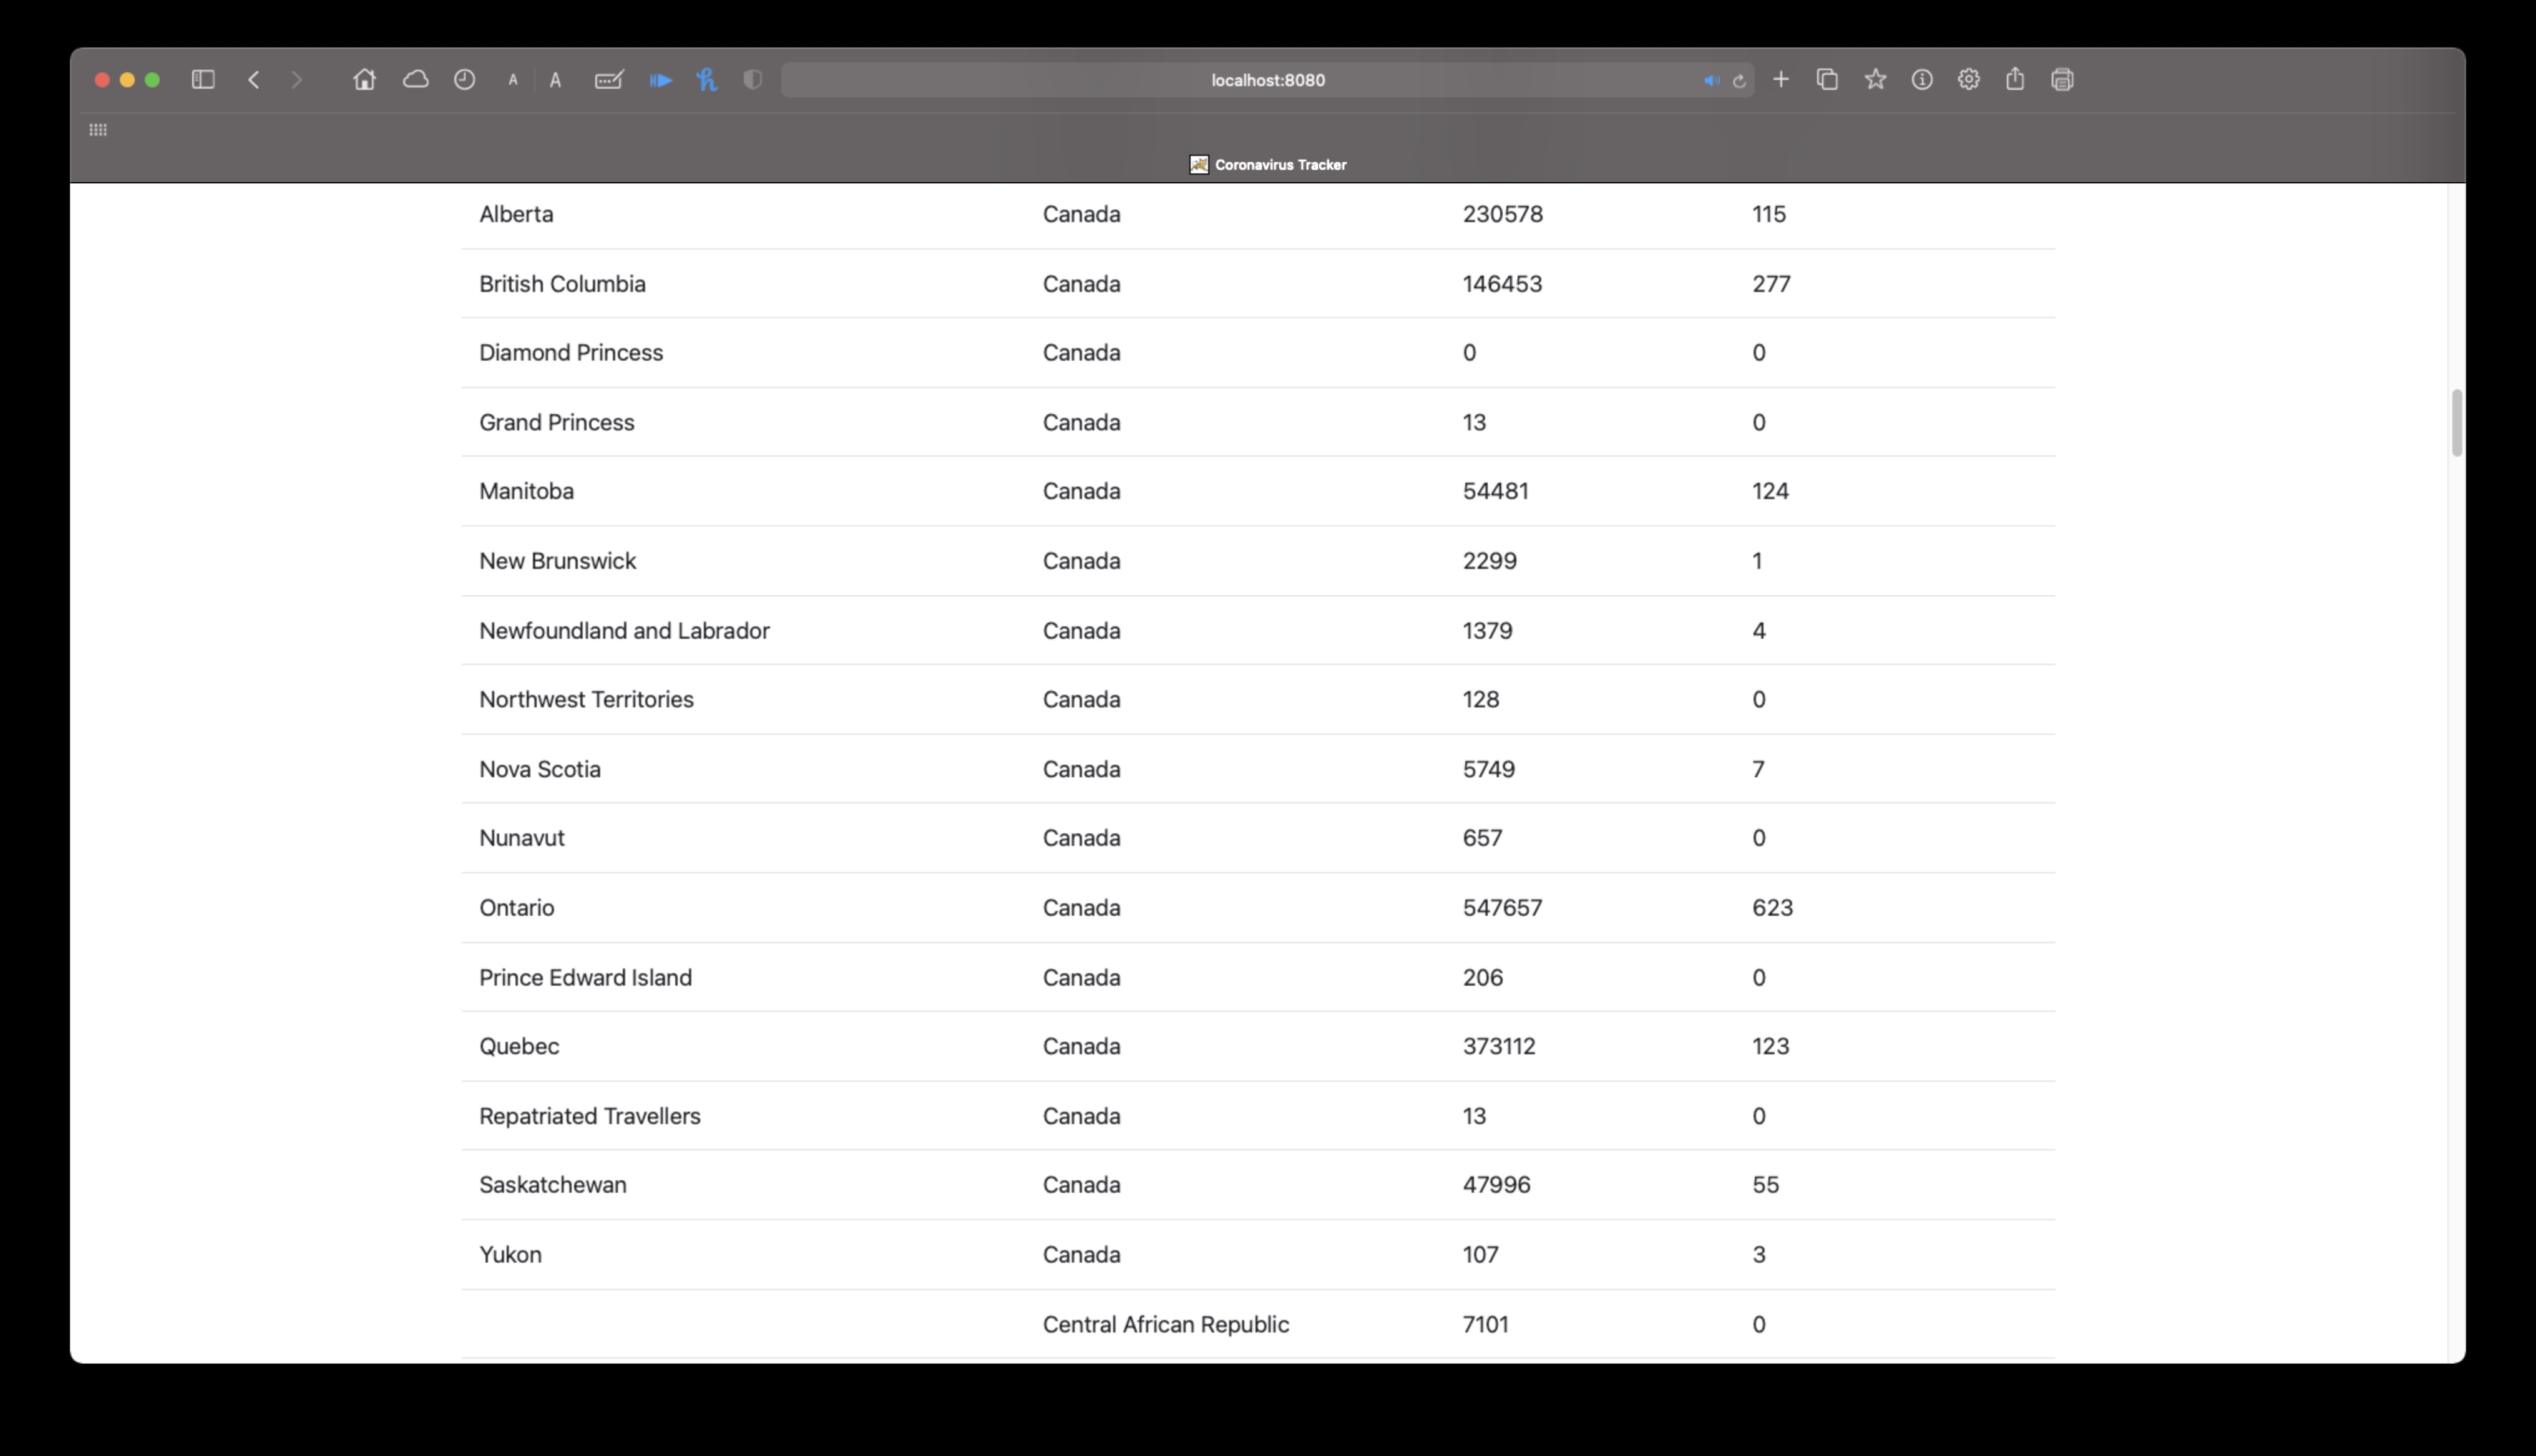 A A localhost:8080
Coronavirus Tracker
Alberta Canada 230578 115
British Columbia Canada 146453 277
Diamond Princess Canada 0 0
Grand Princess Canada 13 0
Manitoba Canada 54481 124
New Brunswick Canada 2299 1
Newfoundland and Labrador Canada 1379 4
Northwest Territories Canada 128 0
Nova Scotia Canada 5749 7
Nunavut Canada 657 0
Ontario Canada 547657 623
Prince Edward Island Canada 206 0
Quebec Canada 373112 123
Repatriated Travellers Canada 13 0
Saskatchewan Canada 47996 55
Yukon Canada 107 3
Central African Republic 7101 0